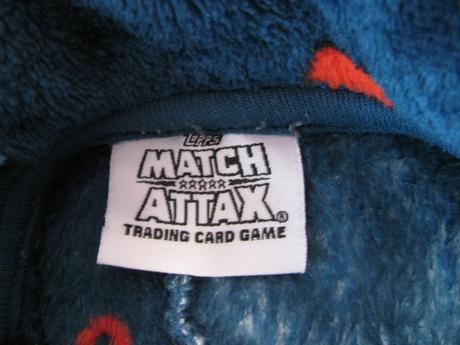 TOPPS
MATCH
ATTAX®
TRADING CARD GAME